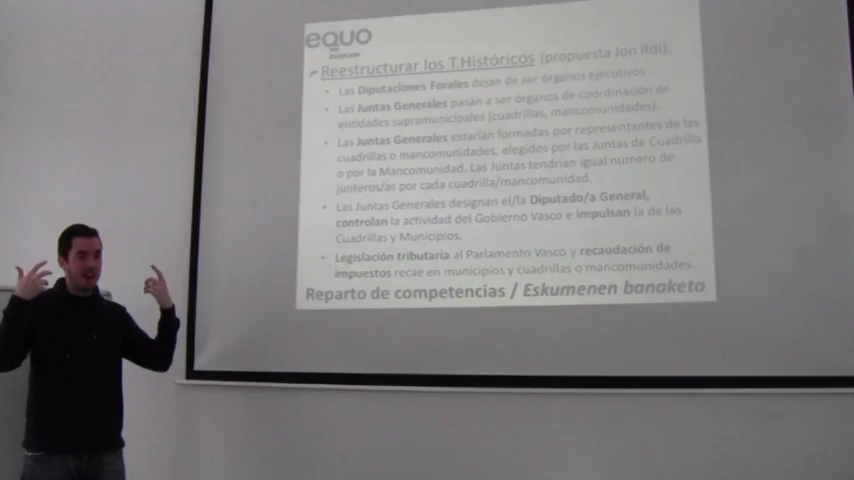 equo
EUSKADI
Reestructurar los T.Históricos (propuesta Jon Rdl):
• Las Diputaciones Forales dejan de ser órganos ejecutivos.
• Las Juntas Generales pasan a ser órganos de coordinación de
entidades supramunicipales (cuadrillas, mancomunidades).
• Las Juntas Generales estarían formadas por representantes de las
cuadrillas o mancomunidades, elegidos por las Juntas de Cuadrilla
o por la Mancomunidad. Las Juntas tendrían igual número de
junteros/as por cada cuadrilla/mancomunidad.
• Las Juntas Generales designan el/la Diputado/a General,
controlan la actividad del Gobierno Vasco e impulsan la de las
Cuadrillas y Municipios.
• Legislación tributaria al Parlamento Vasco y recaudación de
impuestos recae en municipios y cuadrillas o mancomunidades.
Reparto de competencias / Eskumenen banaketa